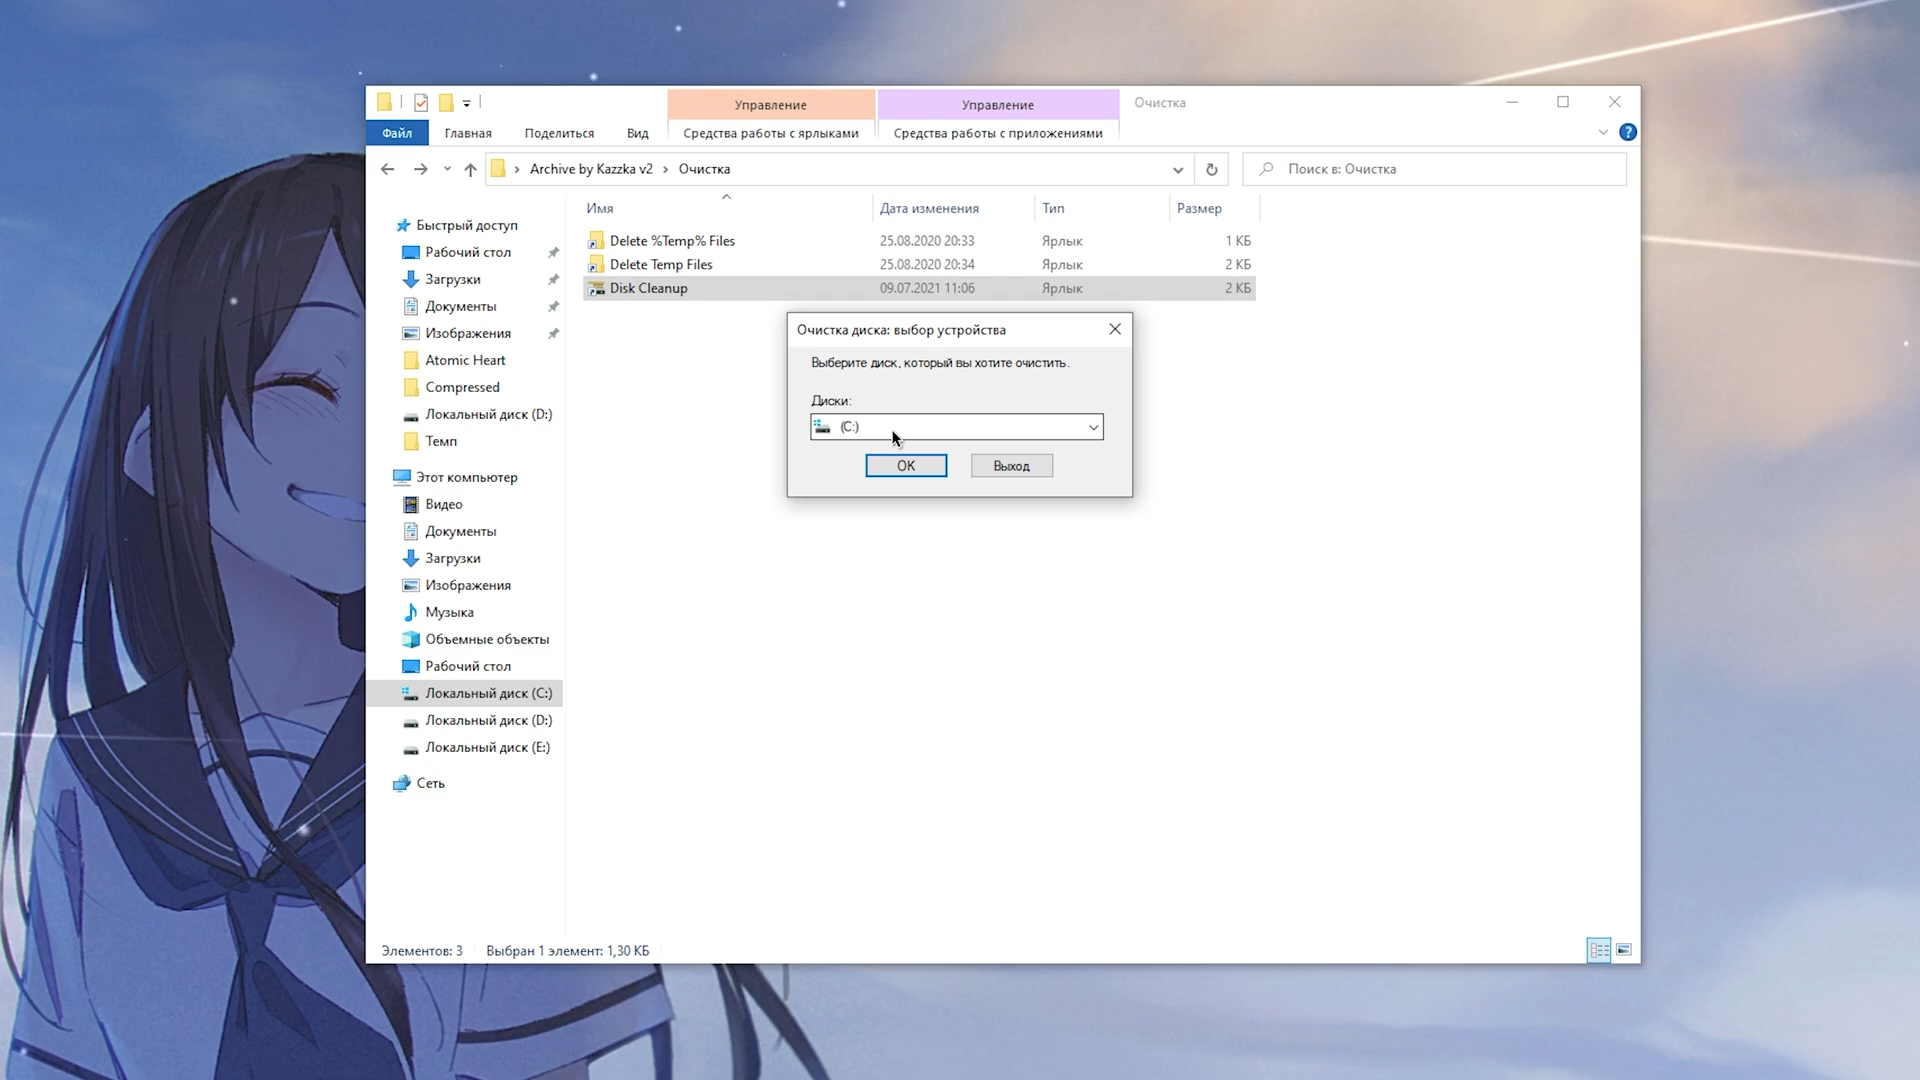 Управление
Управление
Очистка
Файл
Главная
Поделиться
Вид
Средства работы с ярлыками
Средства работы с приложениями
?
Archive by Kazzka v2 > Очистка
Поиск в: Очистка
Имя
Дата изменения
Тип
Размер
Delete %Temp% Files 25.08.2020 20:33 Ярлык 1 КБ
Delete Temp Files 25.08.2020 20:34 Ярлык 2 КБ
Disk Cleanup 09.07.2021 11:06 Ярлык 2 КБ
Быстрый доступ
Рабочий стол
Загрузки
Документы
Изображения
Atomic Heart
Compressed
Локальный диск (D:)
Темп
Этот компьютер
Видео
Документы
Загрузки
Изображения
Музыка
Объемные объекты
Рабочий стол
Локальный диск (C:)
Локальный диск (D:)
Локальный диск (E:)
Сеть
Очистка диска: выбор устройства
Выберите диск, который вы хотите очистить.
Диски:
(C:)
OK
Выход
Элементов: 3
Выбран 1 элемент: 1,30 КБ